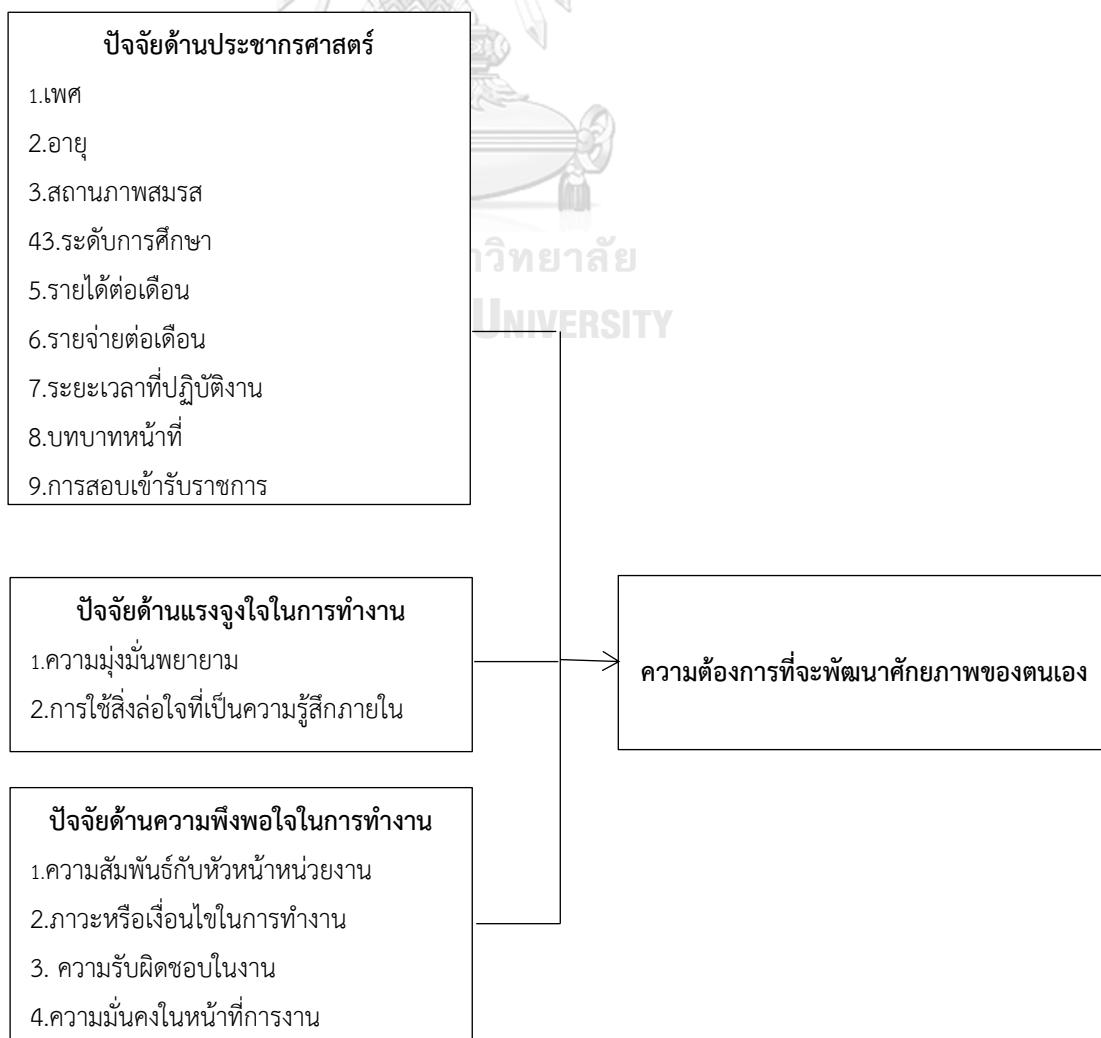 ปัจจัยด้านประชากรศาสตร์
1.เพศ
2.อายุ
3.สถานภาพสมรส
43.ระดับการศึกษา
5.รายได้ต่อเดือน
6.รายจ่ายต่อเดือน
7.ระยะเวลาที่ปฏิบัติงาน
8.บทบาทหน้าที่
9.การสอบเข้ารับราชการ
าวิทยาลัย
UNIVERSITY
ปัจจัยด้านแรงจูงใจในการทำงาน
1.ความมุ่งมั่นพยายาม
2.การใช้สิ่งล่อใจที่เป็นความรู้สึกภายใน
ความต้องการที่จะพัฒนาศักยภาพของตนเอง
ปัจจัยด้านความพึงพอใจในการทำงาน
1.ความสัมพันธ์กับหัวหน้าหน่วยงาน
2.ภาวะหรือเงื่อนไขในการทำงาน
3. ความรับผิดชอบในงาน
4.ความมั่นคงในหน้าที่การงาน